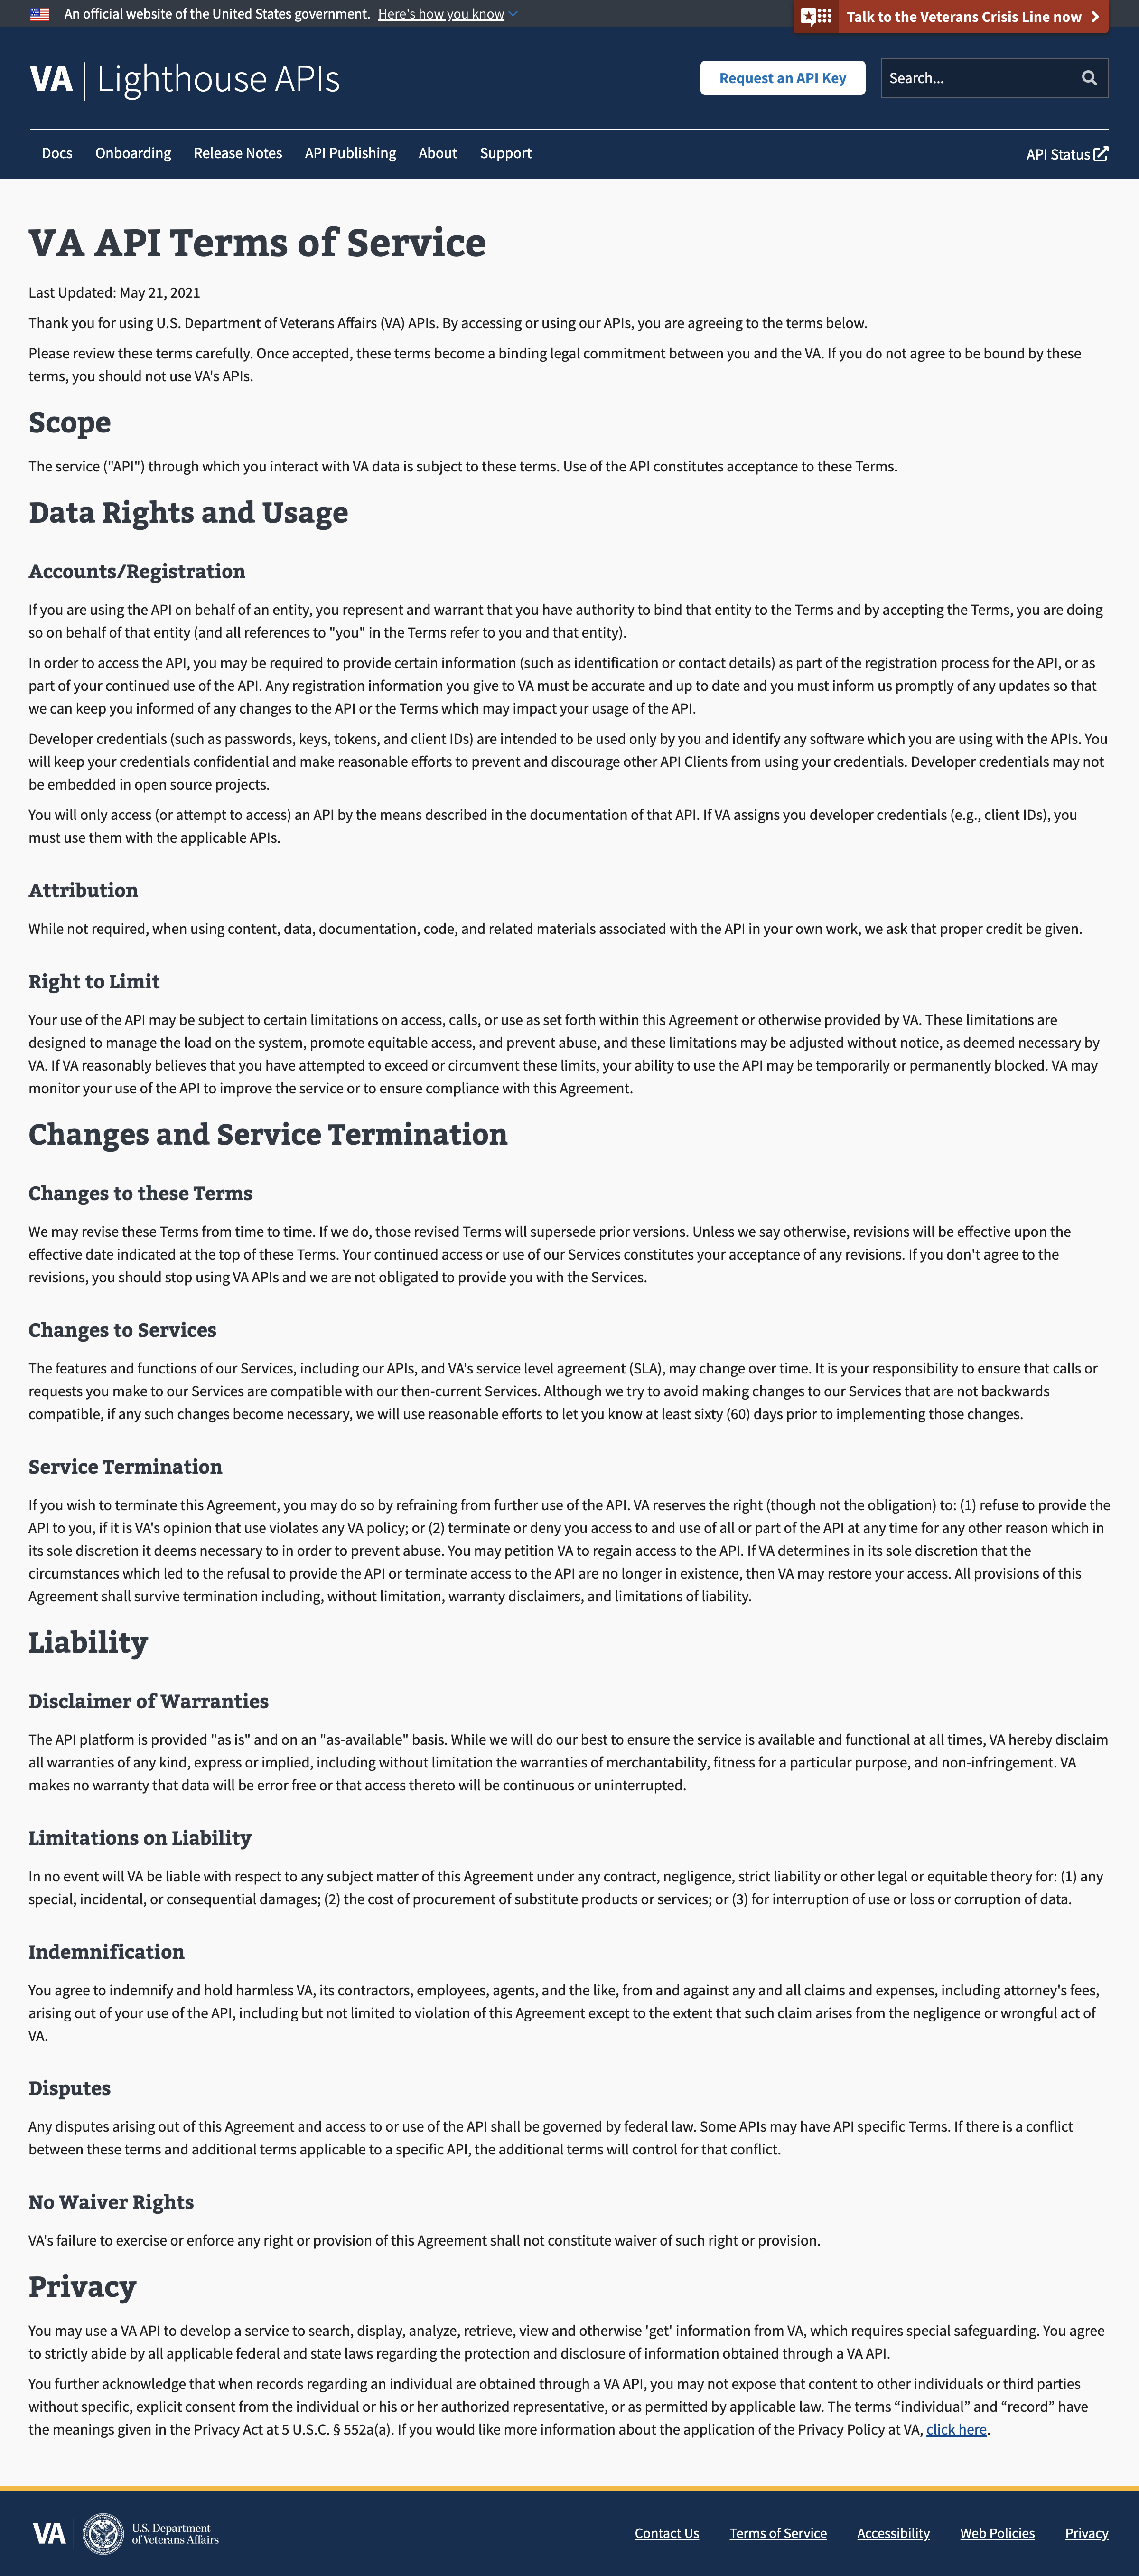 An official website of the United States government. Here's how you know
Talk to the Veterans Crisis Line now
VA | Lighthouse APIs
Request an API Key
Search...
Docs Onboarding Release Notes API Publishing About Support API Status
VA API Terms of Service
Last Updated: May 21, 2021
Thank you for using U.S. Department of Veterans Affairs (VA) APIs. By accessing or using our APIs, you are agreeing to the terms below.
Please review these terms carefully. Once accepted, these terms become a binding legal commitment between you and the VA. If you do not agree to be bound by these
terms, you should not use VA's APIs.
Scope
The service ("API") through which you interact with VA data is subject to these terms. Use of the API constitutes acceptance to these Terms.
Data Rights and Usage
Accounts/Registration
If you are using the API on behalf of an entity, you represent and warrant that you have authority to bind that entity to the Terms and by accepting the Terms, you are doing
so on behalf of that entity (and all references to "you" in the Terms refer to you and that entity).
In order to access the API, you may be required to provide certain information (such as identification or contact details) as part of the registration process for the API, or as
part of your continued use of the API. Any registration information you give to VA must be accurate and up to date and you must inform us promptly of any updates so that
we can keep you informed of any changes to the API or the Terms which may impact your usage of the API.
Developer credentials (such as passwords, keys, tokens, and client IDs) are intended to be used only by you and identify any software which you are using with the APIs. You
will keep your credentials confidential and make reasonable efforts to prevent and discourage other API Clients from using your credentials. Developer credentials may not
be embedded in open source projects.
You will only access (or attempt to access) an API by the means described in the documentation of that API. If VA assigns you developer credentials (e.g., client IDs), you
must use them with the applicable APIs.
Attribution
While not required, when using content, data, documentation, code, and related materials associated with the API in your own work, we ask that proper credit be given.
Right to Limit
Your use of the API may be subject to certain limitations on access, calls, or use as set forth within this Agreement or otherwise provided by VA. These limitations are
designed to manage the load on the system, promote equitable access, and prevent abuse, and these limitations may be adjusted without notice, as deemed necessary by
VA. If VA reasonably believes that you have attempted to exceed or circumvent these limits, your ability to use the API may be temporarily or permanently blocked. VA may
monitor your use of the API to improve the service or to ensure compliance with this Agreement.
Changes and Service Termination
Changes to these Terms
We may revise these Terms from time to time. If we do, those revised Terms will supersede prior versions. Unless we say otherwise, revisions will be effective upon the
effective date indicated at the top of these Terms. Your continued access or use of our Services constitutes your acceptance of any revisions. If you don't agree to the
revisions, you should stop using VA APIs and we are not obligated to provide you with the Services.
Changes to Services
The features and functions of our Services, including our APIs, and VA's service level agreement (SLA), may change over time. It is your responsibility to ensure that calls or
requests you make to our Services are compatible with our then-current Services. Although we try to avoid making changes to our Services that are not backwards
compatible, if any such changes become necessary, we will use reasonable efforts to let you know at least sixty (60) days prior to implementing those changes.
Service Termination
If you wish to terminate this Agreement, you may do so by refraining from further use of the API. VA reserves the right (though not the obligation) to: (1) refuse to provide the
API to you, if it is VA's opinion that use violates any VA policy; or (2) terminate or deny you access to and use of all or part of the API at any time for any other reason which in
its sole discretion it deems necessary to in order to prevent abuse. You may petition VA to regain access to the API. If VA determines in its sole discretion that the
circumstances which led to the refusal to provide the API or terminate access to the API are no longer in existence, then VA may restore your access. All provisions of this
Agreement shall survive termination including, without limitation, warranty disclaimers, and limitations of liability.
Liability
Disclaimer of Warranties
The API platform is provided "as is" and on an "as-available" basis. While we will do our best to ensure the service is available and functional at all times, VA hereby disclaim
all warranties of any kind, express or implied, including without limitation the warranties of merchantability, fitness for a particular purpose, and non-infringement. VA
makes no warranty that data will be error free or that access thereto will be continuous or uninterrupted.
Limitations on Liability
In no event will VA be liable with respect to any subject matter of this Agreement under any contract, negligence, strict liability or other legal or equitable theory for: (1) any
special, incidental, or consequential damages; (2) the cost of procurement of substitute products or services; or (3) for interruption of use or loss or corruption of data.
Indemnification
You agree to indemnify and hold harmless VA, its contractors, employees, agents, and the like, from and against any and all claims and expenses, including attorney's fees,
arising out of your use of the API, including but not limited to violation of this Agreement except to the extent that such claim arises from the negligence or wrongful act of
VA.
Disputes
Any disputes arising out of this Agreement and access to or use of the API shall be governed by federal law. Some APIs may have API specific Terms. If there is a conflict
between these terms and additional terms applicable to a specific API, the additional terms will control for that conflict.
No Waiver Rights
VA's failure to exercise or enforce any right or provision of this Agreement shall not constitute waiver of such right or provision.
Privacy
You may use a VA API to develop a service to search, display, analyze, retrieve, view and otherwise 'get' information from VA, which requires special safeguarding. You agree
to strictly abide by all applicable federal and state laws regarding the protection and disclosure of information obtained through a VA API.
You further acknowledge that when records regarding an individual are obtained through a VA API, you may not expose that content to other individuals or third parties
without specific, explicit consent from the individual or his or her authorized representative, or as permitted by applicable law. The terms “individual” and “record” have
the meanings given in the Privacy Act at 5 U.S.C. § 552a(a). If you would like more information about the application of the Privacy Policy at VA, click here.
VA U.S. Department
of Veterans Affairs
Contact Us Terms of Service Accessibility Web Policies Privacy